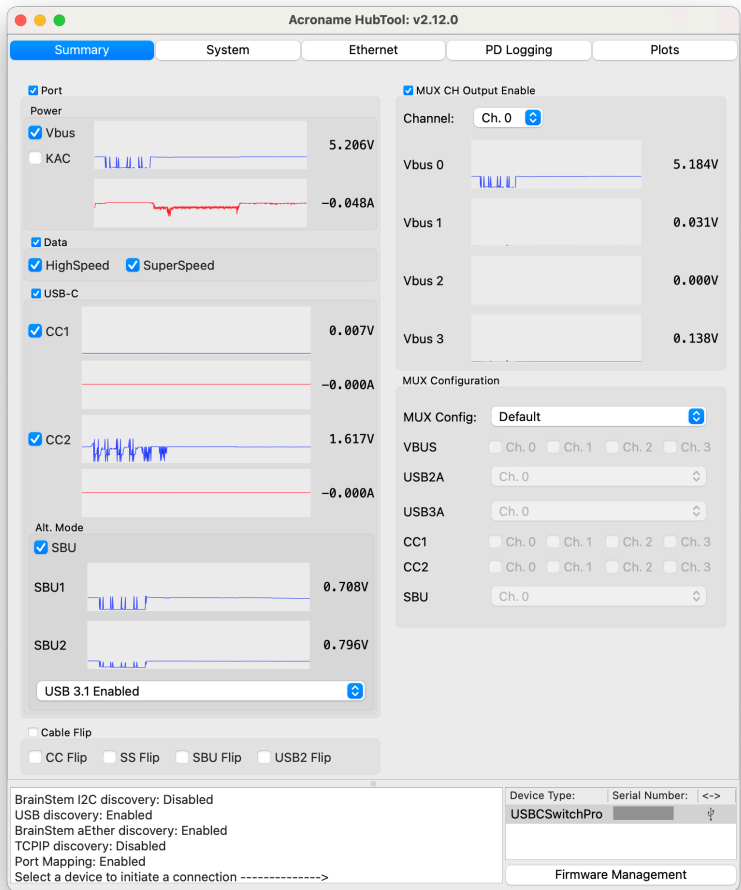 Acroname HubTool: v2.12.0
Summary System Ethernet PD Logging Plots
Port
Power
Vbus
5.206V
KAC
-0.048A
Data
HighSpeed SuperSpeed
USB-C
CC1
0.007V
-0.000A
CC2
1.617V
-0.000A
Alt. Mode
SBU
SBU1
0.708V
SBU2
0.796V
USB 3.1 Enabled
Cable Flip
CC Flip SS Flip SBU Flip USB2 Flip
MUX CH Output Enable
Channel: Ch. 0
Vbus 0 5.184V
Vbus 1 0.031V
Vbus 2 0.000V
Vbus 3 0.138V
MUX Configuration
MUX Config: Default
VBUS Ch. 0 Ch. 1 Ch. 2 Ch. 3
USB2A Ch. 0
USB3A Ch. 0
CC1 Ch. 0 Ch. 1 Ch. 2 Ch. 3
CC2 Ch. 0 Ch. 1 Ch. 2 Ch. 3
SBU Ch. 0
BrainStem I2C discovery: Disabled
USB discovery: Enabled
BrainStem aEther discovery: Enabled
TCPIP discovery: Disabled
Port Mapping: Enabled
Select a device to initiate a connection -------------->
Device Type: Serial Number: <->
USBCSwitchPro
Firmware Management